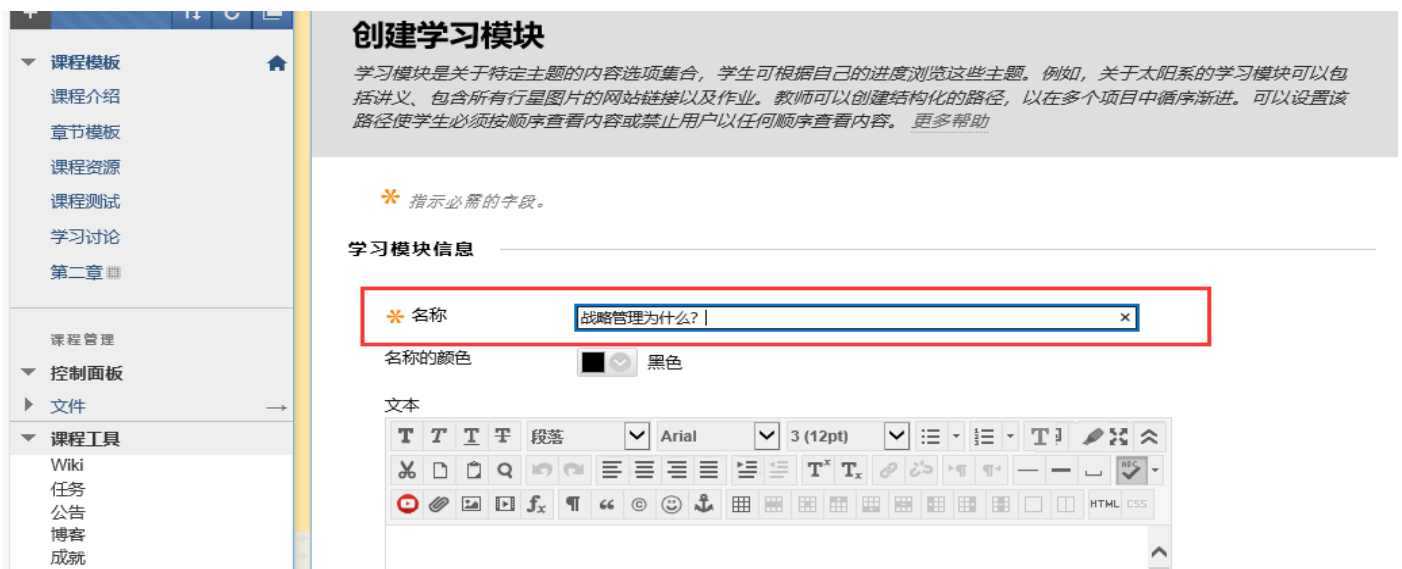 课程模板
课程介绍
章节模板
课程资源
课程测试
学习讨论
第二章
课程管理
控制面板
文件
课程工具
Wiki
任务
公告
博客
成就
创建学习模块
学习模块是关于特定主题的内容选项集合，学生可根据自己的进度浏览这些主题。例如，关于太阳系的学习模块可以包
括讲义、包含所有行星图片的网站链接以及作业。教师可以创建结构化的路径，以在多个项目中循序渐进。可以设置该
路径使学生必须按顺序查看内容或禁止用户以任何顺序查看内容。 更多帮助
指示必需的字段。
学习模块信息
名称 战略管理为什么？
名称的颜色 黑色
文本
T T T T 段落 Arial 3 (12pt)
ABC
HTML CSS